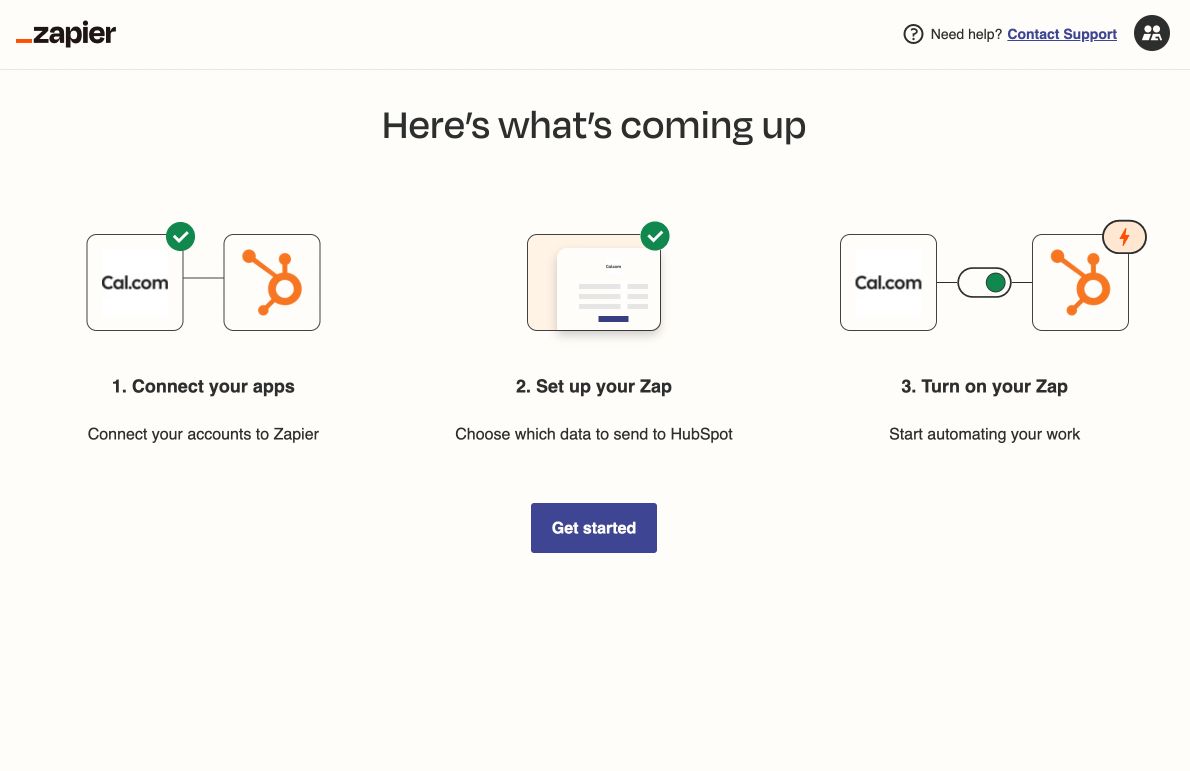 zapier
Need help? Contact Support
Here's what's coming up
Cal.com
Cal.com
Cal.com
1. Connect your apps
2. Set up your Zap
3. Turn on your Zap
Connect your accounts to Zapier
Choose which data to send to HubSpot
Start automating your work
Get started